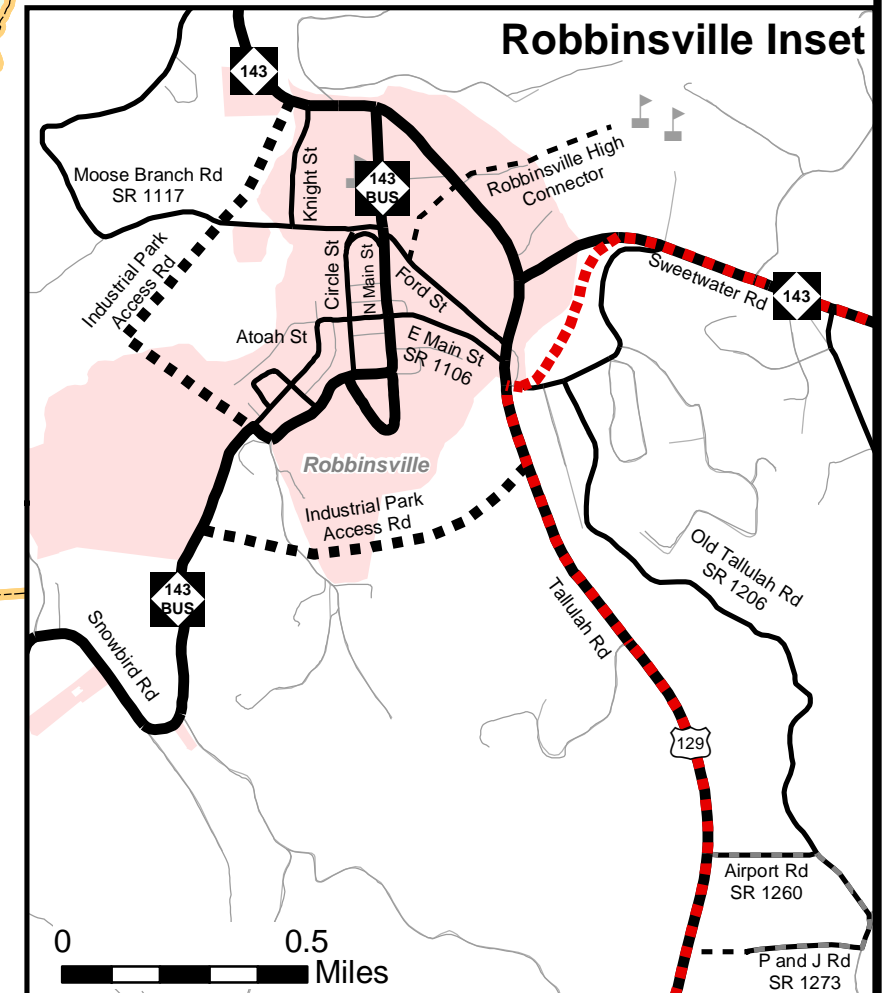 Robbinsville Inset
143
Robbinsville High
Connector
Moose Branch Rd
SR 1117
Knight St
143
BUS
Industrial Park
Access Rd
Circle St
N Main St
Ford St
Sweetwater Rd
143
Atoah St
E Main St
SR 1106
Robbinsville
Industrial Park
Access Rd
Old Tallulah Rd
SR 1206
143
BUS
Snowbird Rd
Tallulah Rd
129
Airport Rd
SR 1260
0 0.5
Miles
P and J Rd
SR 1273